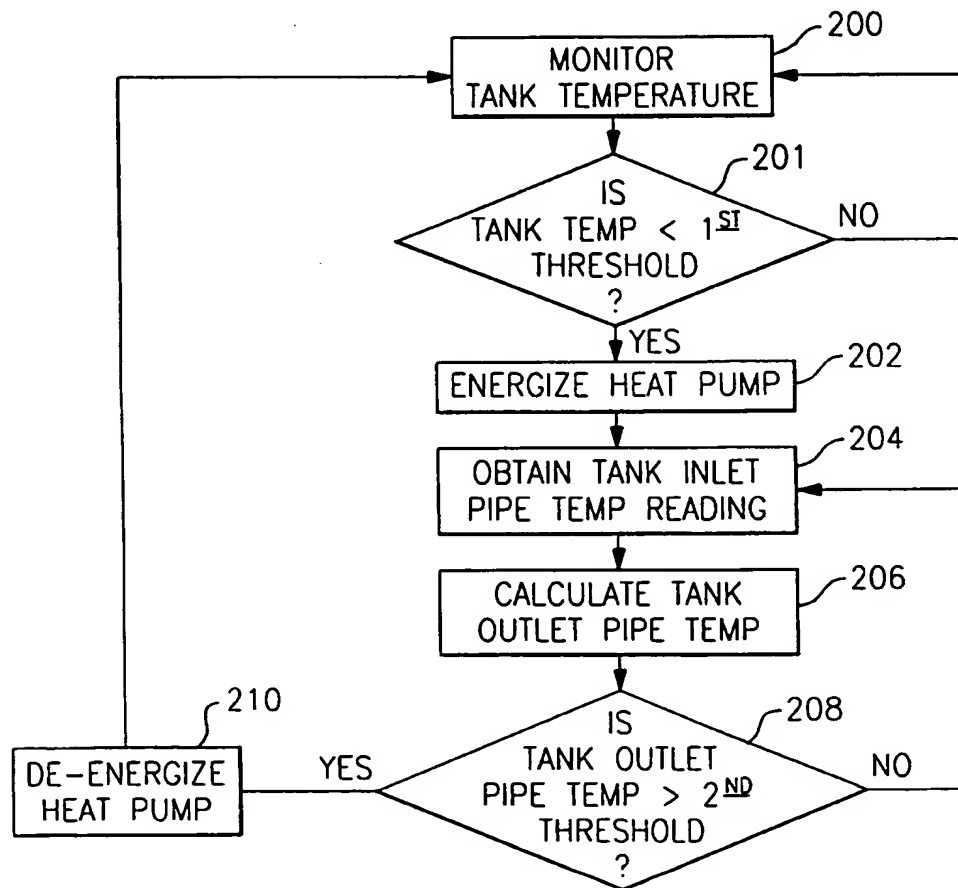 200
MONITOR
TANK TEMPERATURE
201
IS
TANK TEMP < 1ST
THRESHOLD
?
NO
YES
202
ENERGIZE HEAT PUMP
204
OBTAIN TANK INLET
PIPE TEMP READING
206
CALCULATE TANK
OUTLET PIPE TEMP
208
IS
TANK OUTLET
PIPE TEMP > 2ND
THRESHOLD
?
NO
YES
210
DE-ENERGIZE
HEAT PUMP